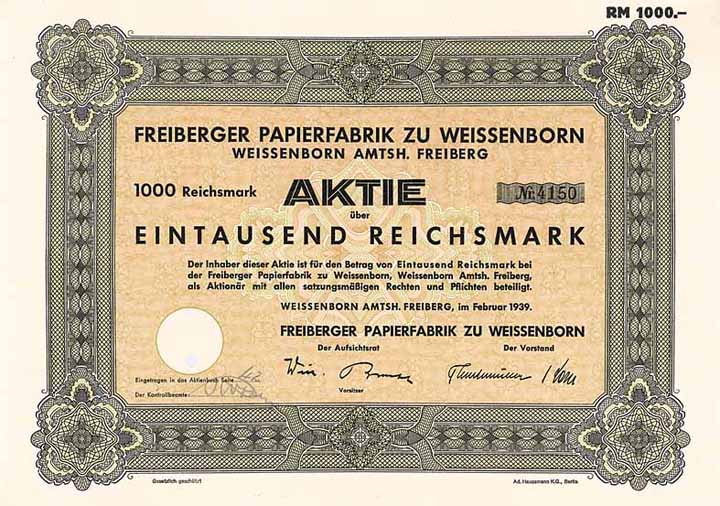 RM 1000.–
FREIBERGER PAPIERFABRIK ZU WEISSENBORN
WEISSENBORN AMTSH. FREIBERG
1000 Reichsmark AKTIE Nr. 4150
über
EINTAUSEND REICHSMARK
Der Inhaber dieser Aktie ist für den Betrag von Eintausend Reichsmark bei
der Freiberger Papierfabrik zu Weissenborn, Weissenborn Amtsh. Freiberg,
als Aktionär mit allen satzungsmäßigen Rechten und Pflichten beteiligt.
WEISSENBORN AMTSH. FREIBERG, im Februar 1939.
FREIBERGER PAPIERFABRIK ZU WEISSENBORN
Der Aufsichtsrat Der Vorstand
Eingetragen in das Aktienbuch Seite
Vorsitzer
Der Kontrollbeamte:
Gesetzlich geschützt Ad. Haussmann K.G., Berlin